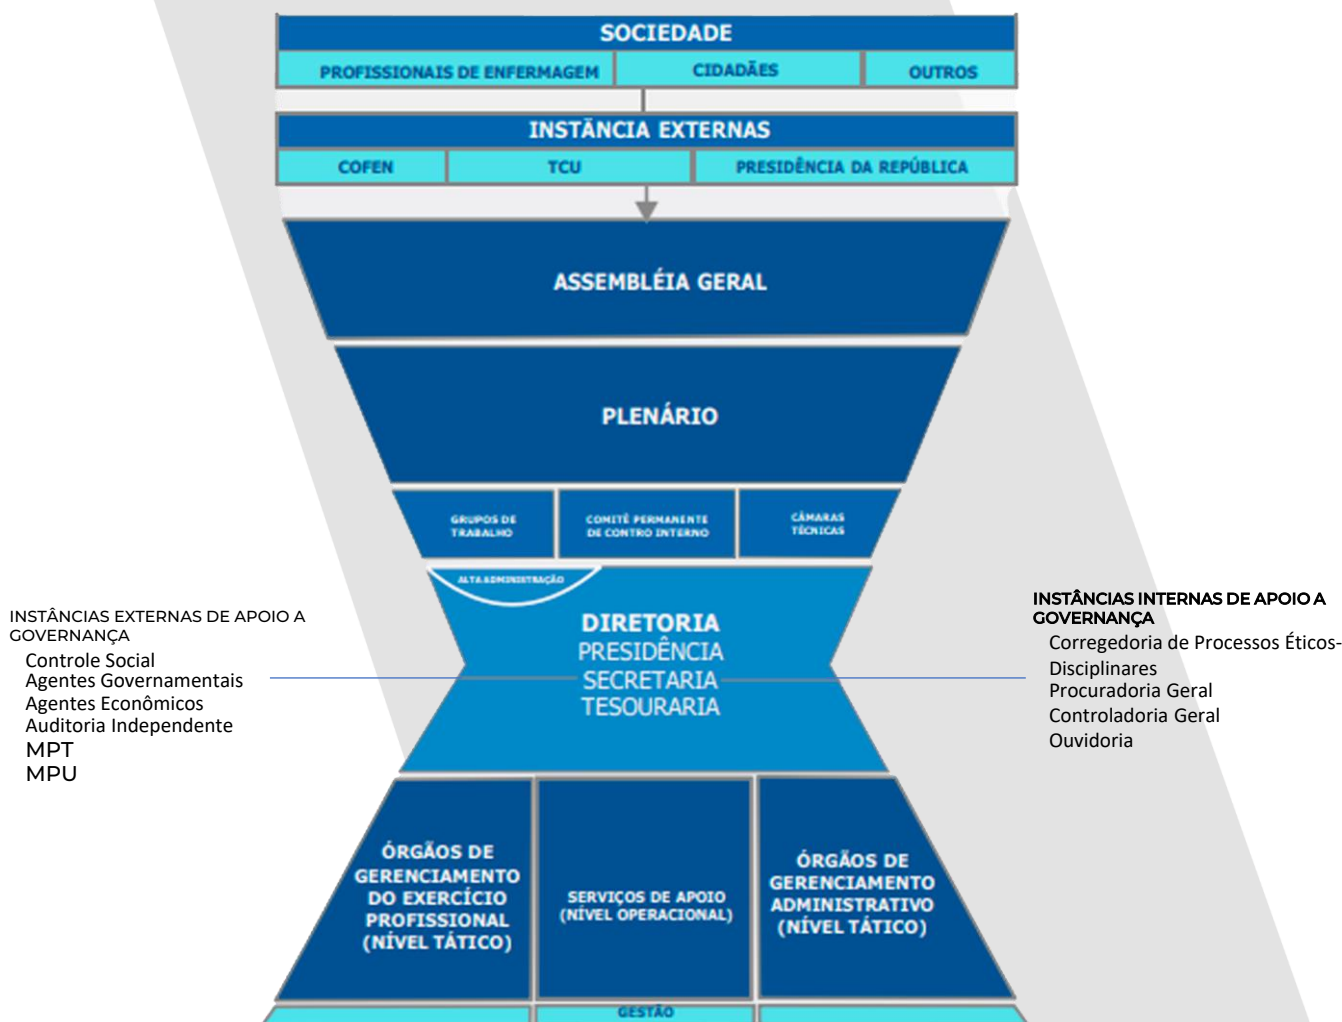 SOCIEDADE
PROFISSIONAIS DE ENFERMAGEM CIDADÃES OUTROS
INSTÂNCIA EXTERNAS
COFEN TCU PRESIDÊNCIA DA REPÚBLICA
ASSEMBLÉIA GERAL
PLENÁRIO
GRUPOS DE
TRABALHO
COMITÊ PERMANENTE
DE CONTRO INTERNO
CÂMARAS
TÉCNICAS
ALTA ADMINISTRAÇÃO
DIRETORIA
PRESIDÊNCIA
SECRETARIA
TESOURARIA
INSTÂNCIAS EXTERNAS DE APOIO A
GOVERNANÇA
Controle Social
Agentes Governamentais
Agentes Econômicos
Auditoria Independente
MPT
MPU
INSTÂNCIAS INTERNAS DE APOIO A
GOVERNANÇA
Corregedoria de Processos Éticos-
Disciplinares
Procuradoria Geral
Controladoria Geral
Ouvidoria
ÓRGÃOS DE
GERENCIAMENTO
DO EXERCÍCIO
PROFISSIONAL
(NÍVEL TÁTICO)
SERVIÇOS DE APOIO
(NÍVEL OPERACIONAL)
ÓRGÃOS DE
GERENCIAMENTO
ADMINISTRATIVO
(NÍVEL TÁTICO)
GESTÃO